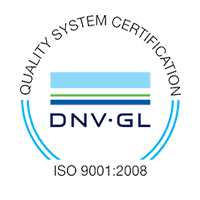 QUALITY SYSTEM CERTIFICATION
DNV·GL
ISO 9001:2008